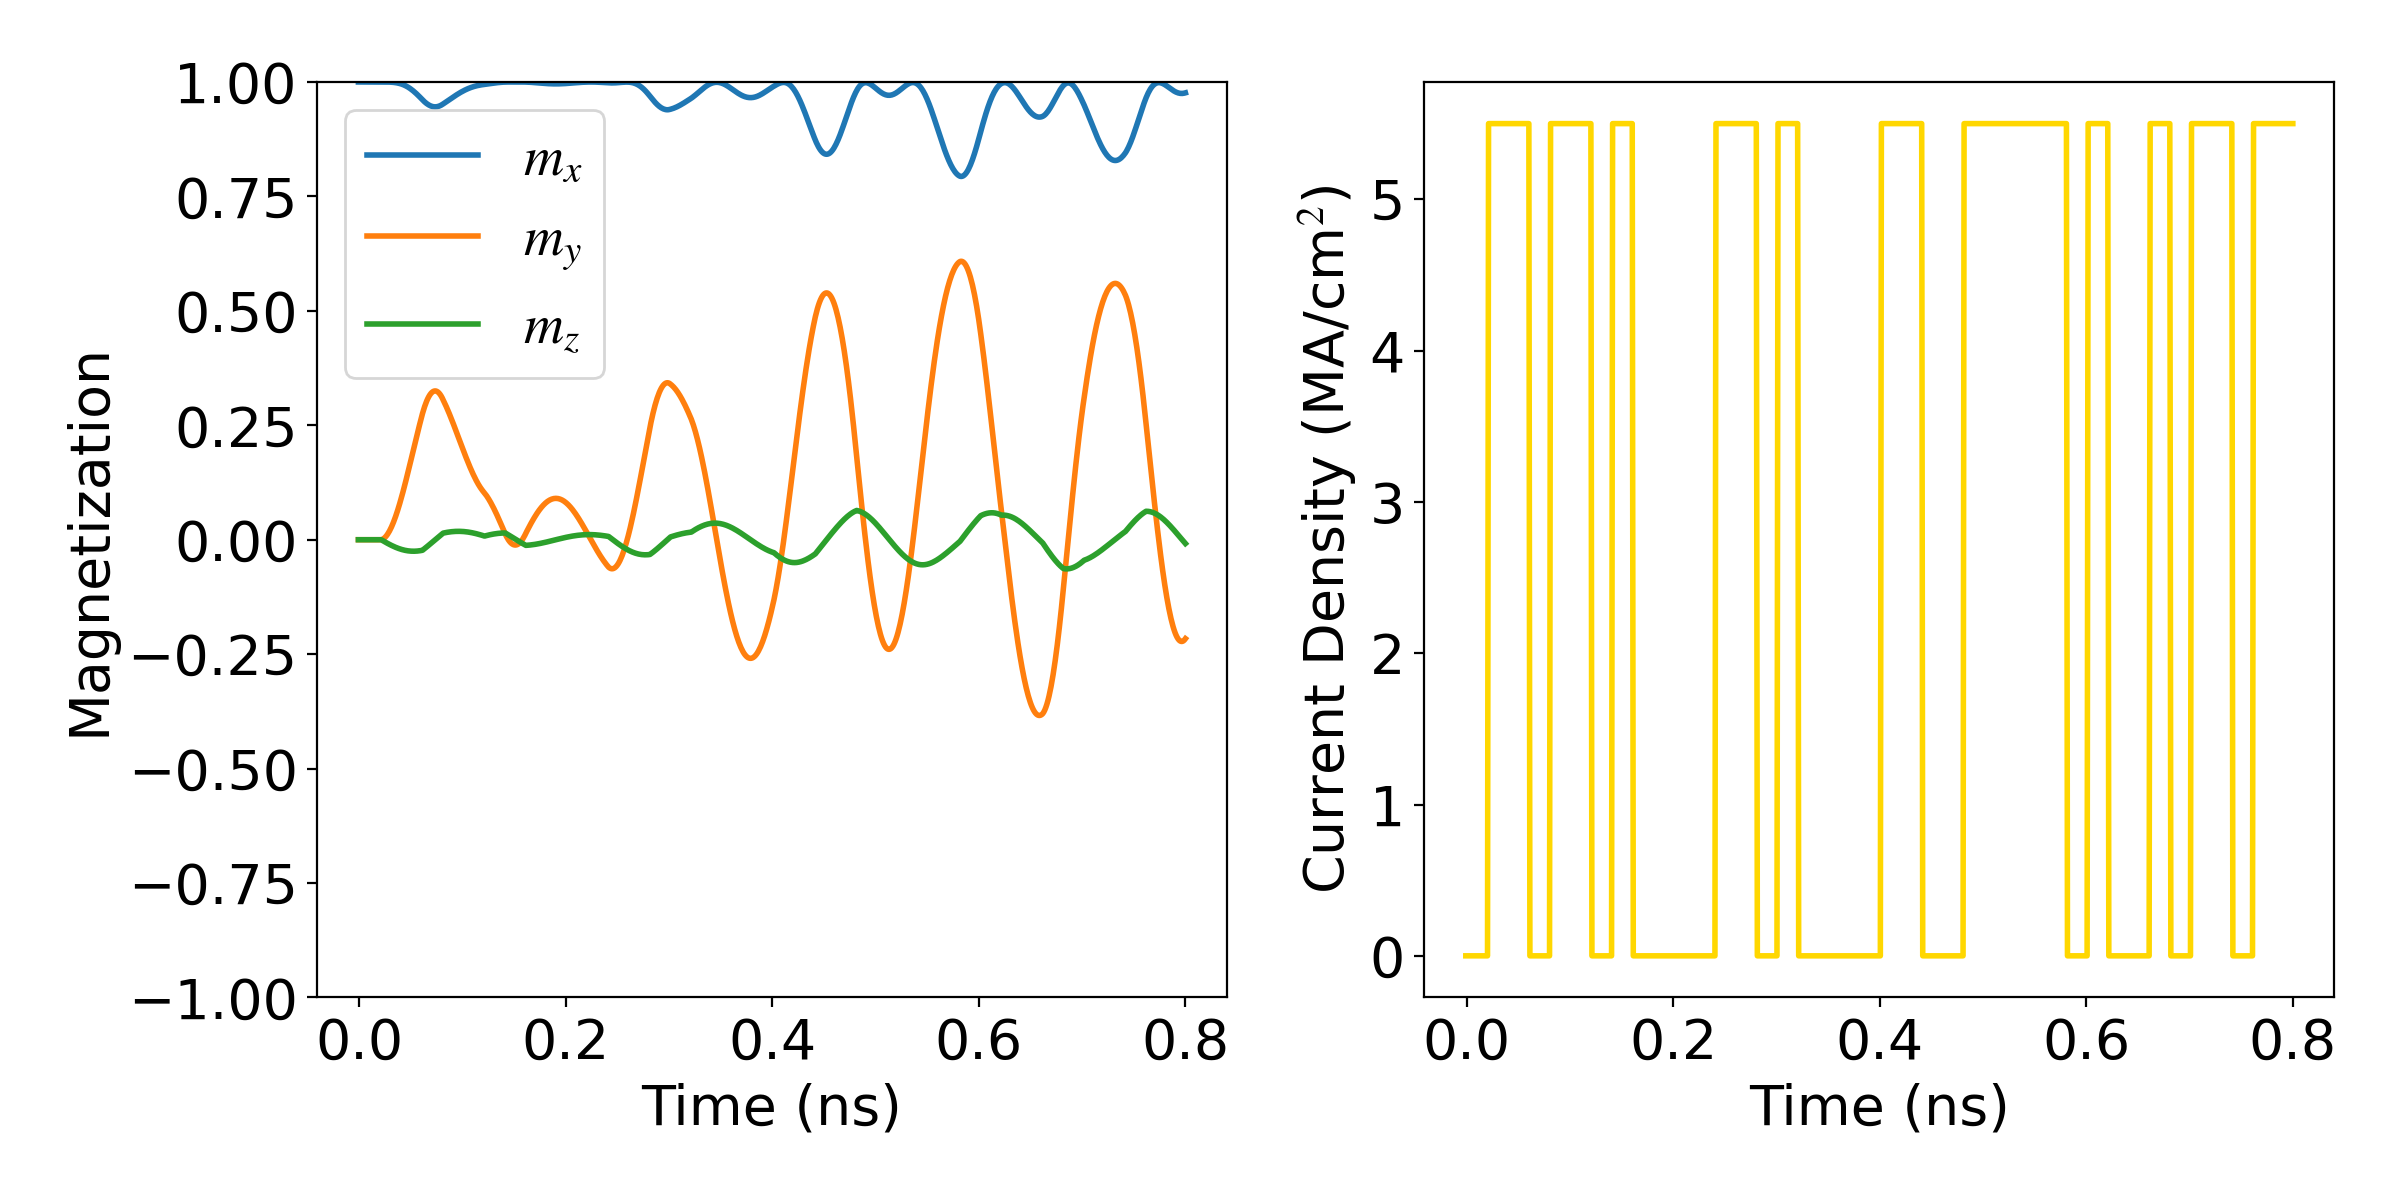 1.00
0.75
0.50
0.25
0.00
−0.25
−0.50
−0.75
−1.00
Magnetization
m_x
m_y
m_z
0.0 0.2 0.4 0.6 0.8
Time (ns)
5
4
3
2
1
0
Current Density (MA/cm²)
0.0 0.2 0.4 0.6 0.8
Time (ns)